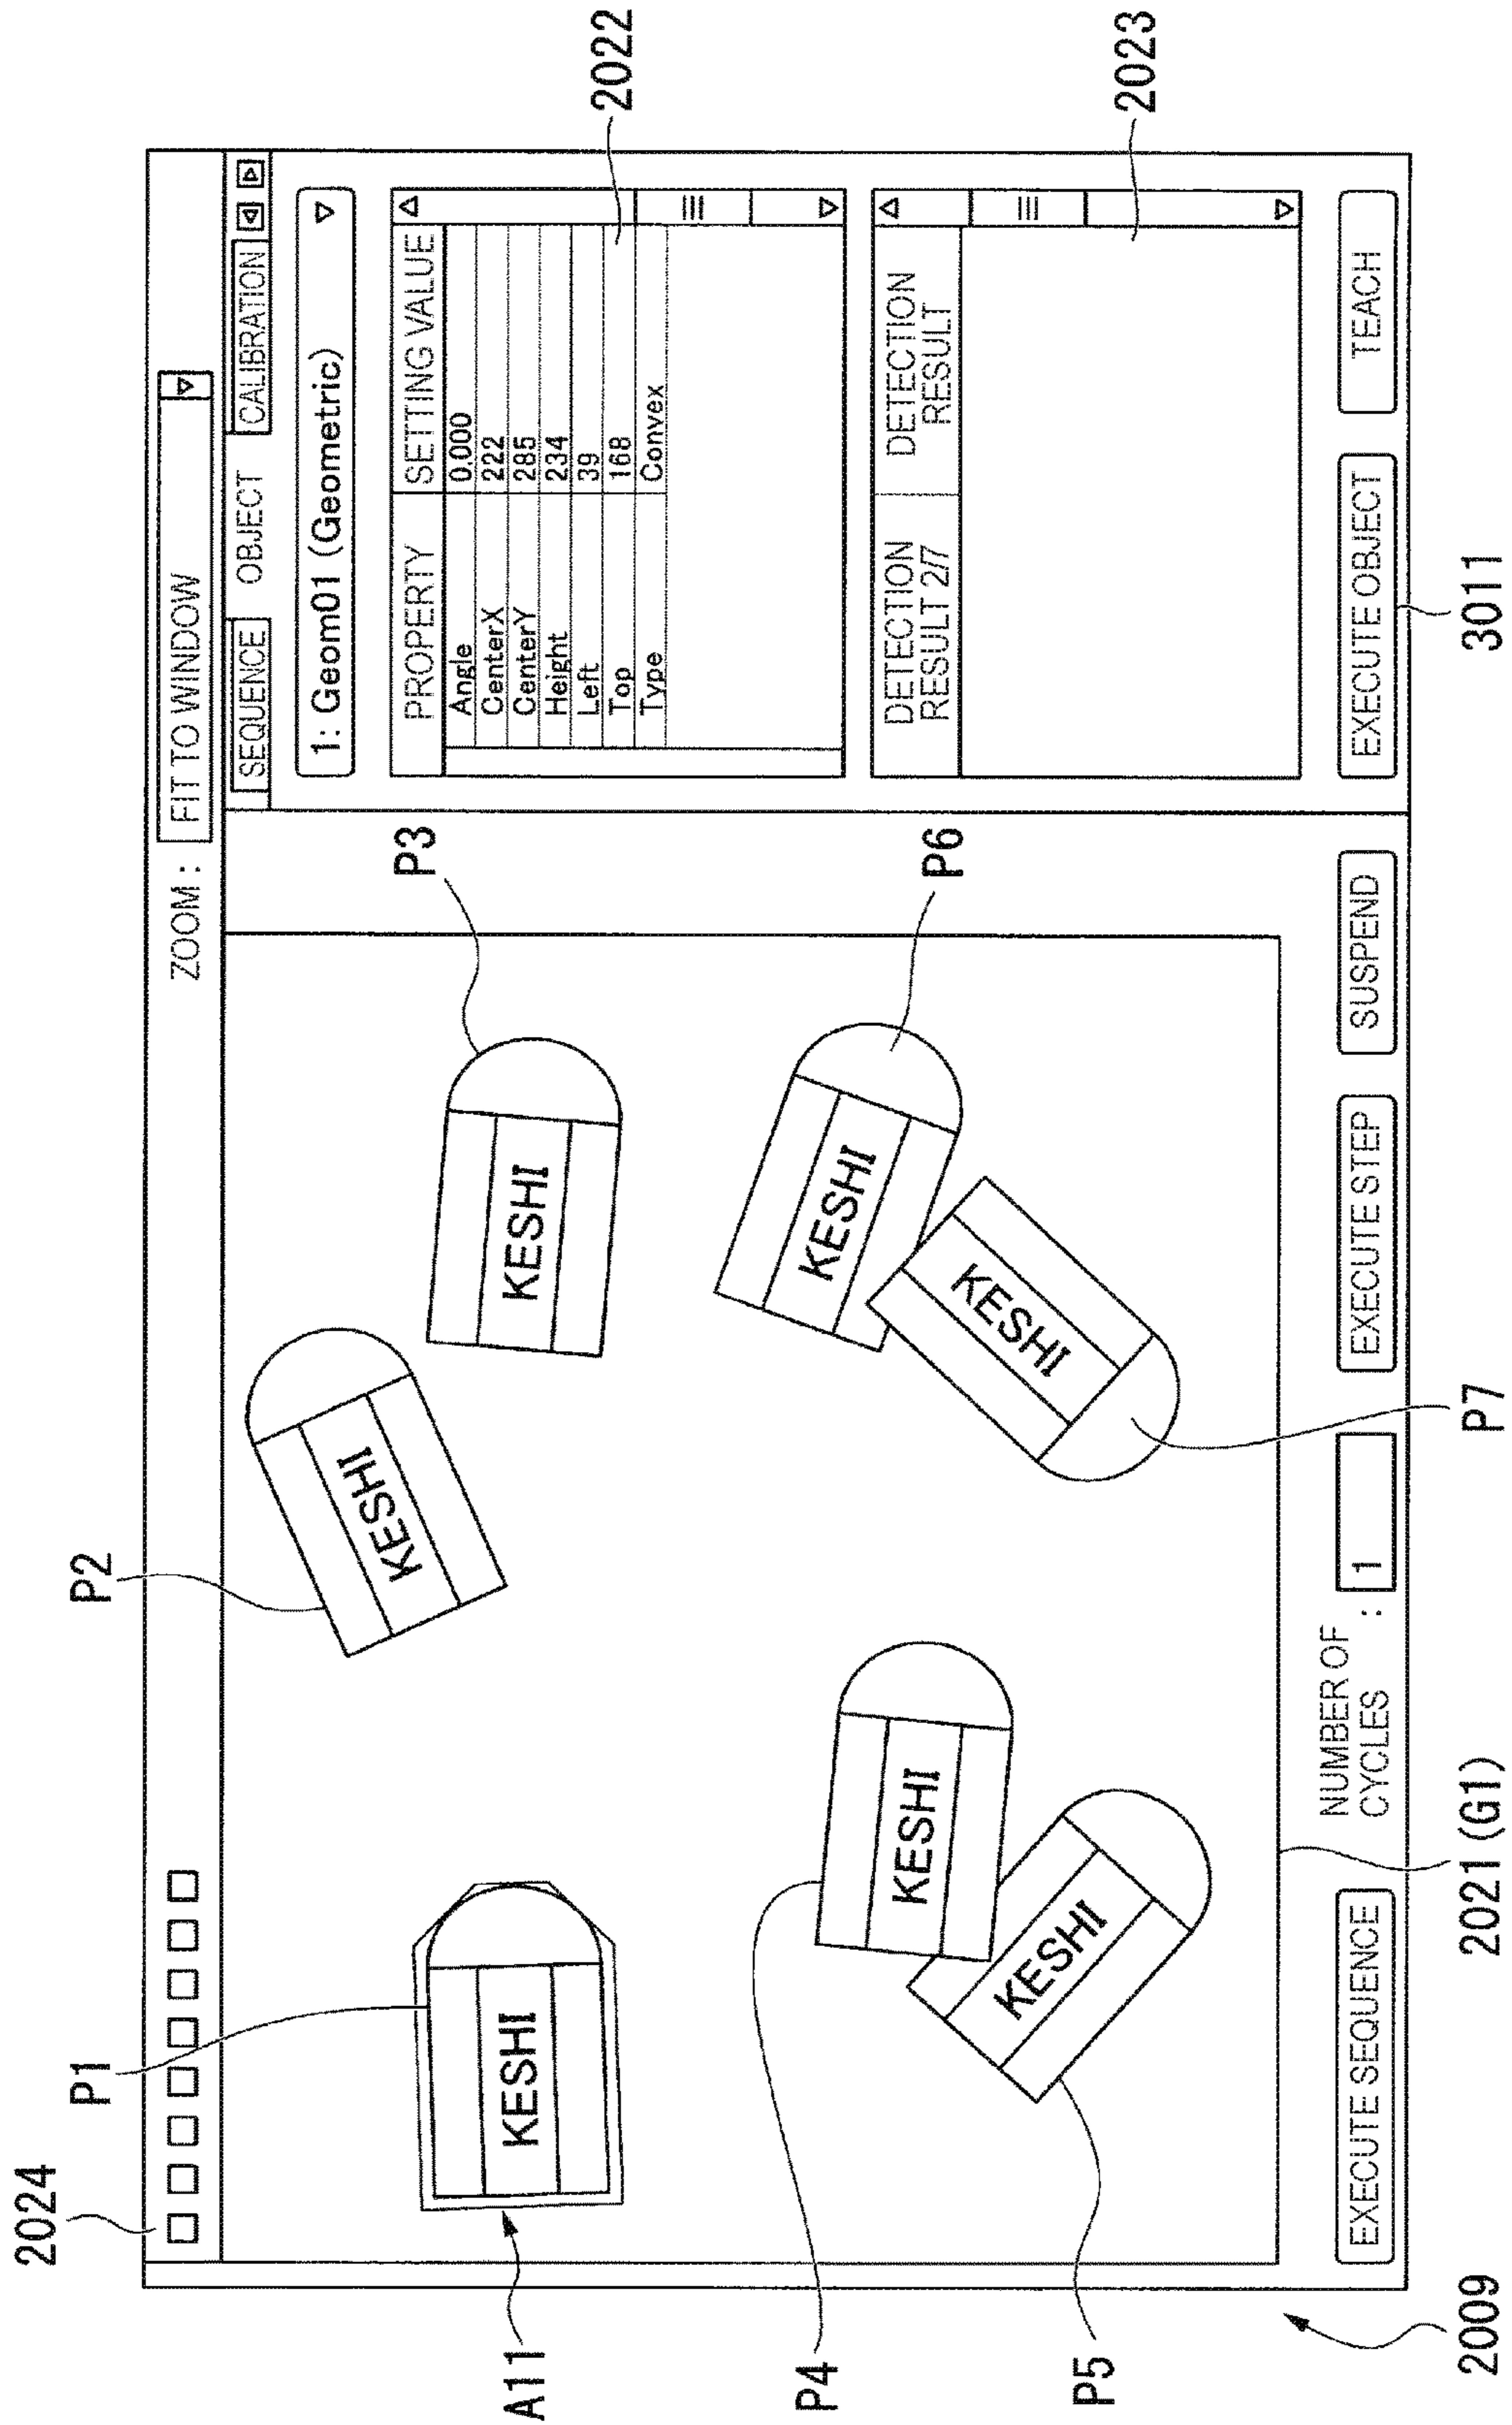 2024
P1
P2
ZOOM : FIT TO WINDOW
SEQUENCE OBJECT CALIBRATION
1: Geom01 (Geometric)
PROPERTY SETTING VALUE
Angle 0.000
CenterX 222
CenterY 285
Height 234
Left 39
Top 168
Type Convex
2022
DETECTION RESULT 2/7
DETECTION RESULT
2023
A11
KESHI
KESHI
P3
KESHI
P4
KESHI
P5
KESHI
P6
KESHI
P7
KESHI
EXECUTE SEQUENCE
NUMBER OF
CYCLES : 1
EXECUTE STEP
SUSPEND
EXECUTE OBJECT
TEACH
2009
2021 (G1)
3011